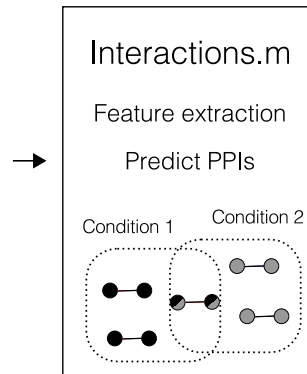 Interactions.m
Feature extraction
Predict PPIs
Condition 1
Condition 2